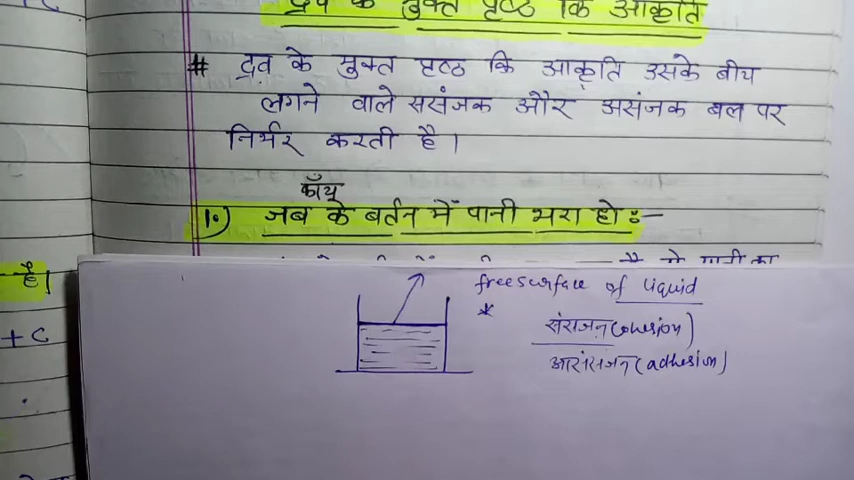 द्रव के मुक्त पृष्ठ कि आकृति
# द्रव के मुक्त पृष्ठ कि आकृति उसके बीच
लगने वाले ससंजक और असंजक बल पर
निर्भर करती है।
काँच
1.) जब के बर्तन में पानी भरा हो :-
है।
+ C
free surface of liquid
*
संसजन (cohesion)
आसंसजन (adhesion)